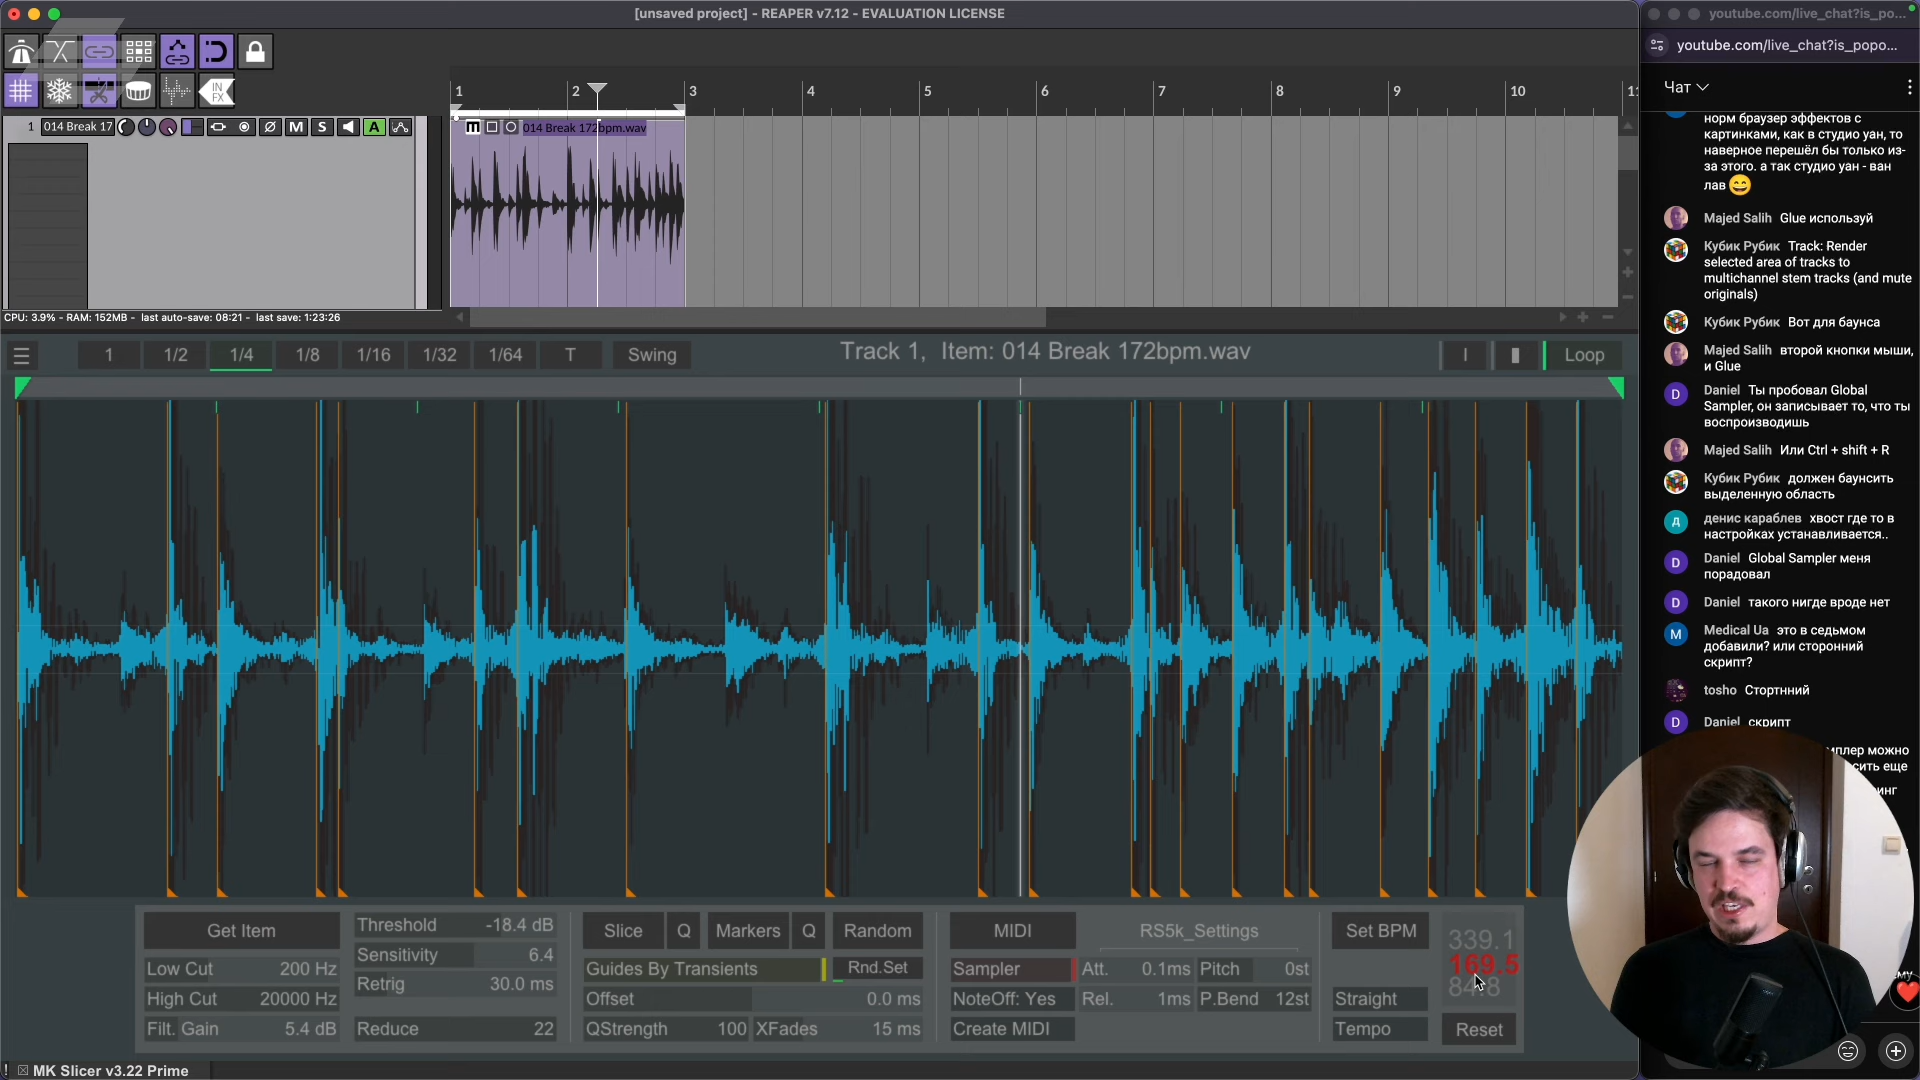 [unsaved project] - REAPER v7.12 - EVALUATION LICENSE
IN
FX
1 2 3 4 5 6 7 8 9 10 11
1 014 Break 17 M S A
m 014 Break 172bpm.wav
CPU: 3.9% - RAM: 152MB - last auto-save: 08:21 - last save: 1:23:26
1 1/2 1/4 1/8 1/16 1/32 1/64 T Swing
Track 1, Item: 014 Break 172bpm.wav
Loop
Get Item
Low Cut 200 Hz
High Cut 20000 Hz
Filt. Gain 5.4 dB
Threshold -18.4 dB
Sensitivity 6.4
Retrig 30.0 ms
Reduce 22
Slice Q Markers Q Random
Guides By Transients Rnd.Set
Offset 0.0 ms
QStrength 100 XFades 15 ms
MIDI RS5k_Settings
Sampler Att. 0.1ms Pitch 0st
NoteOff: Yes Rel. 1ms P.Bend 12st
Create MIDI
Set BPM
Straight
Tempo
339.1
169.5
84.8
Reset
! MK Slicer v3.22 Prime
youtube.com/live_chat?is_po...
youtube.com/live_chat?is_popo...
Чат
норм браузер эффектов с
картинками, как в студио уан, то
наверное перешёл бы только из-
за этого. а так студио уан - ван
лав
Majed Salih Glue используй
Кубик Рубик Track: Render
selected area of tracks to
multichannel stem tracks (and mute
originals)
Кубик Рубик Вот для баунса
Majed Salih второй кнопки мыши,
и Glue
D Daniel Ты пробовал Global
Sampler, он записывает то, что ты
воспроизводишь
Majed Salih Или Ctrl + shift + R
Кубик Рубик должен баунсить
выделенную область
Д денис караблев хвост где то в
настройках устанавливается..
D Daniel Global Sampler меня
порадовал
D Daniel такого нигде вроде нет
M Medical Ua это в седьмом
добавили? или сторонний
скрипт?
tosho Стортнний
D Daniel скрипт
можно
еще